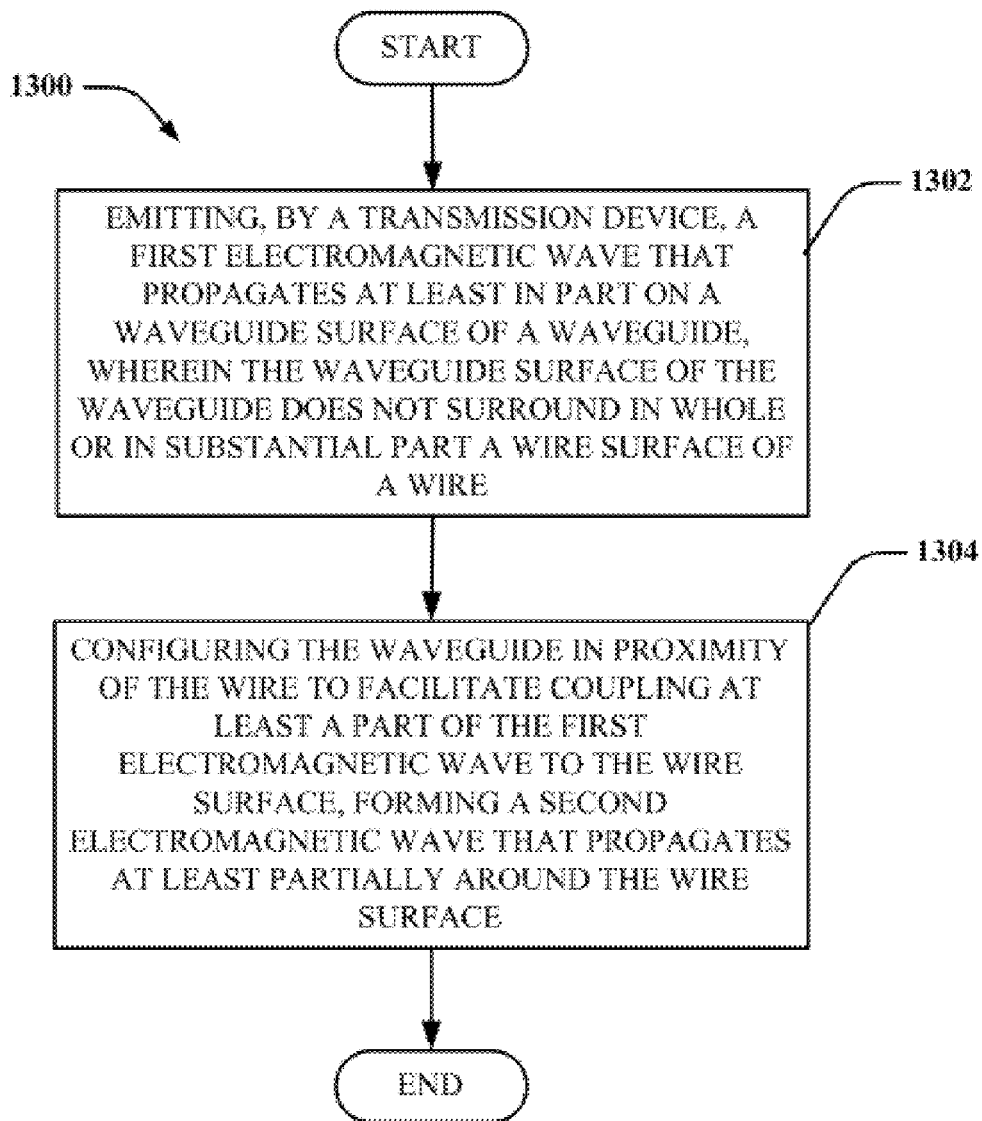 START
1300
1302
EMITTING, BY A TRANSMISSION DEVICE, A
FIRST ELECTROMAGNETIC WAVE THAT
PROPAGATES AT LEAST IN PART ON A
WAVEGUIDE SURFACE OF A WAVEGUIDE,
WHEREIN THE WAVEGUIDE SURFACE OF THE
WAVEGUIDE DOES NOT SURROUND IN WHOLE
OR IN SUBSTANTIAL PART A WIRE SURFACE OF
A WIRE
1304
CONFIGURING THE WAVEGUIDE IN PROXIMITY
OF THE WIRE TO FACILITATE COUPLING AT
LEAST A PART OF THE FIRST
ELECTROMAGNETIC WAVE TO THE WIRE
SURFACE, FORMING A SECOND
ELECTROMAGNETIC WAVE THAT PROPAGATES
AT LEAST PARTIALLY AROUND THE WIRE
SURFACE
END